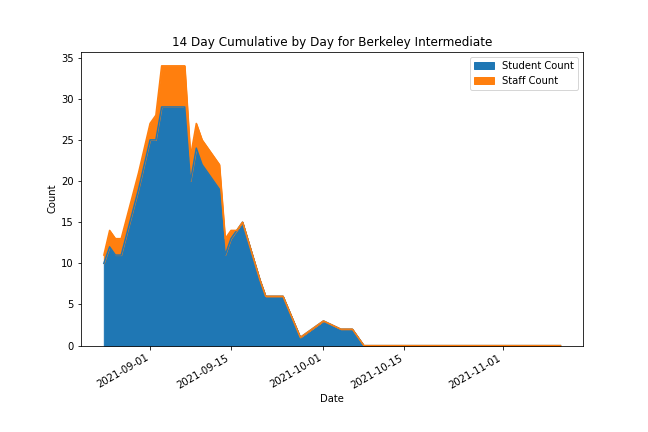 14 Day Cumulative by Day for Berkeley Intermediate
Student Count
Staff Count
35
30
25
20
15
10
5
0
Count
2021-09-01
2021-09-15
2021-10-01
2021-10-15
2021-11-01
Date